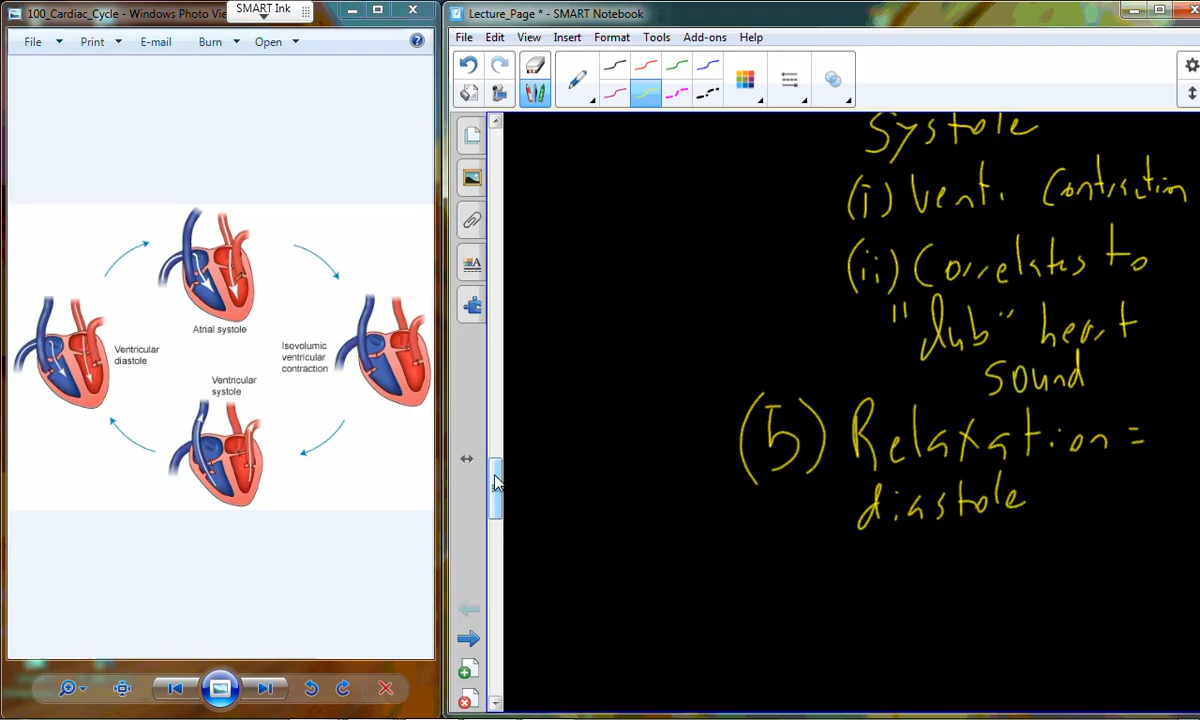 100_Cardiac_Cycle - Windows Photo Vie
SMART Ink
File Print E-mail Burn Open
Atrial systole
Ventricular
diastole
Isovolumic
ventricular
contraction
Ventricular
systole
Lecture_Page * - SMART Notebook
File Edit View Insert Format Tools Add-ons Help
Systole
(i) Vent. Contraction
(ii) Correlates to
"dub" heart
sound
(5) Relaxation =
diastole